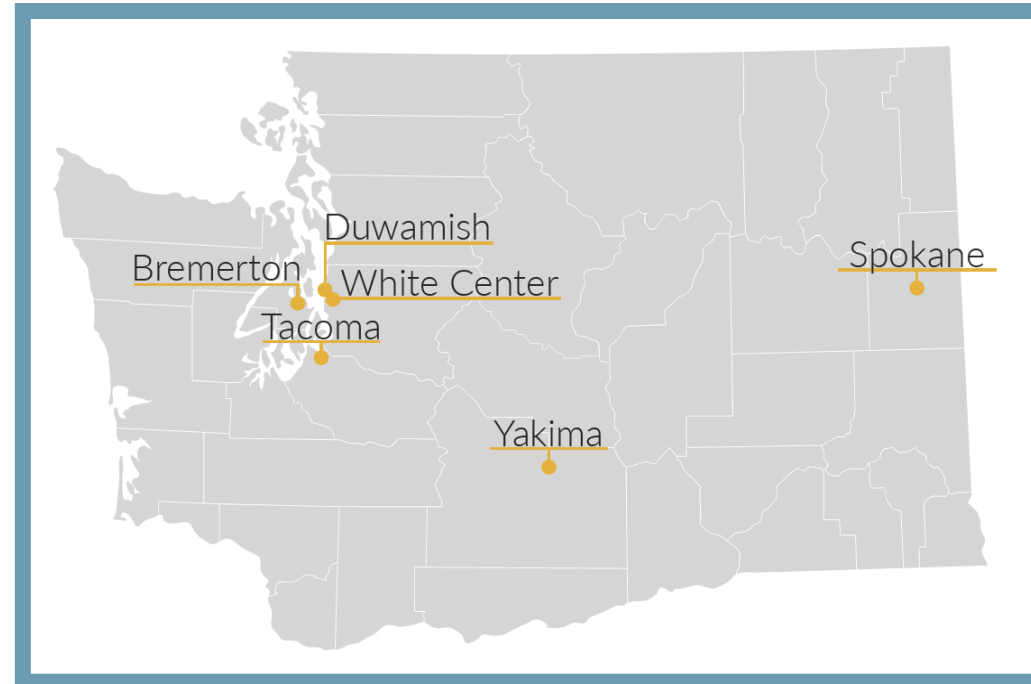 Duwamish
Bremerton
White Center
Spokane
Tacoma
Yakima